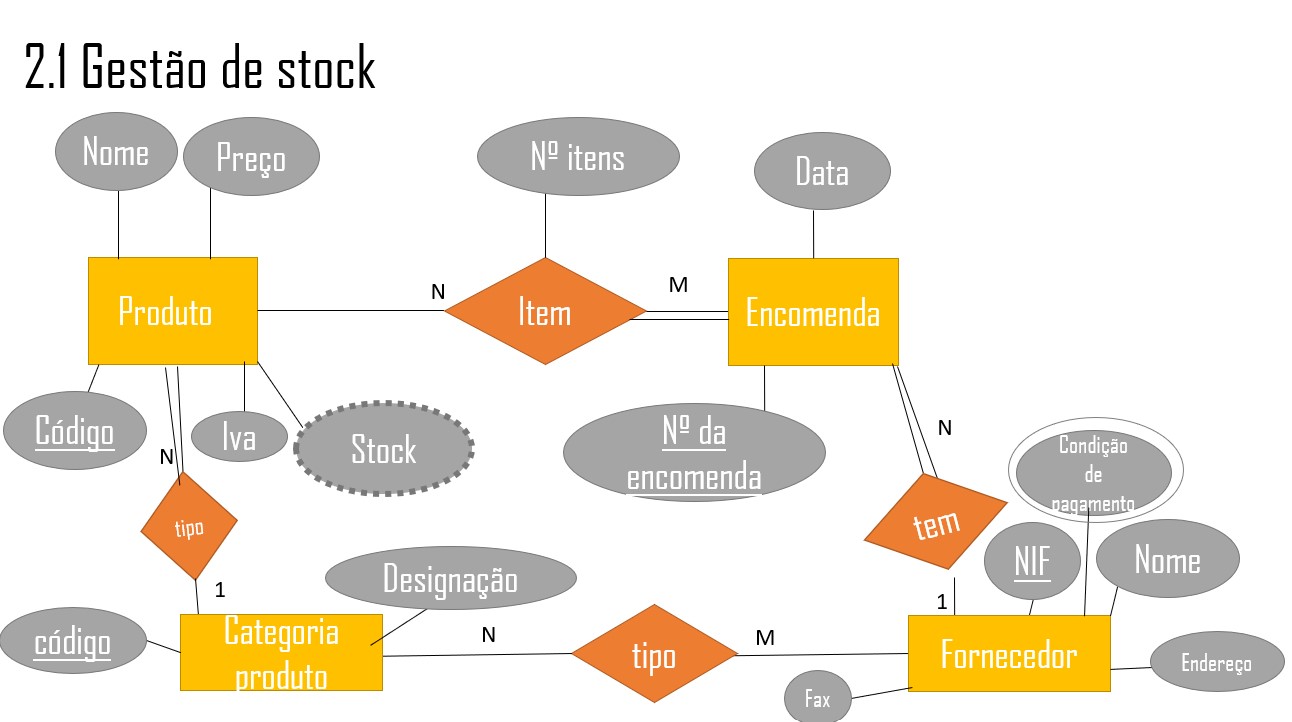 2.1 Gestão de stock
Nome
Preço
Nº itens
Data
Produto
N
Item
M
Encomenda
Código
Iva
Stock
Nº da
encomenda
N
N
Condição
de
pagamento
tipo
tem
NIF
Nome
1
Designação
1
código
Categoria
produto
N
tipo
M
Fornecedor
Endereço
Fax